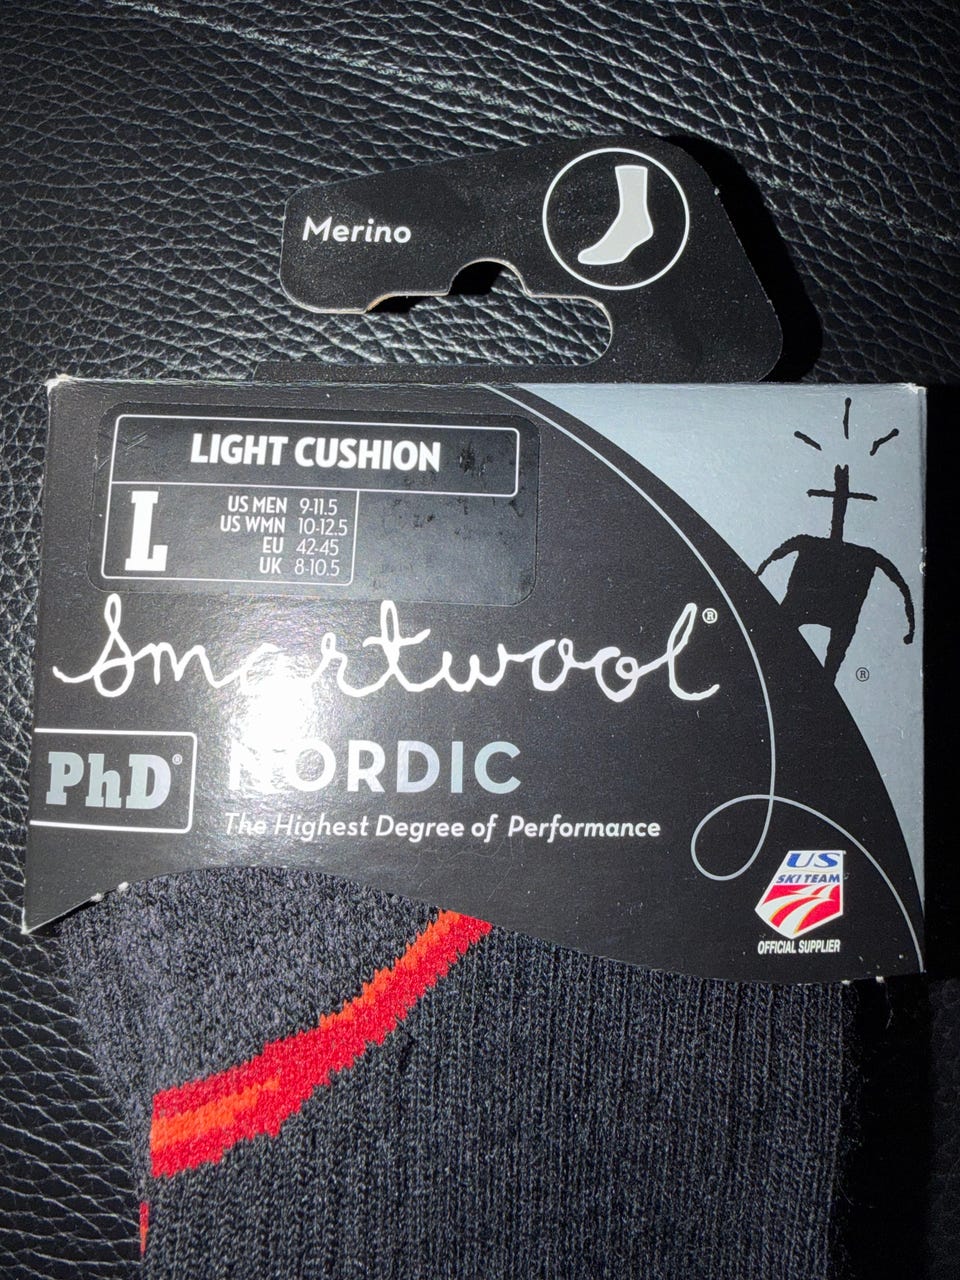 Merino
LIGHT CUSHION
L
US MEN 9-11.5
US WMN 10-12.5
EU 42-45
UK 8-10.5
Smartwool®
®
PhD®
NORDIC
The Highest Degree of Performance
US
SKI TEAM
OFFICIAL SUPPLIER